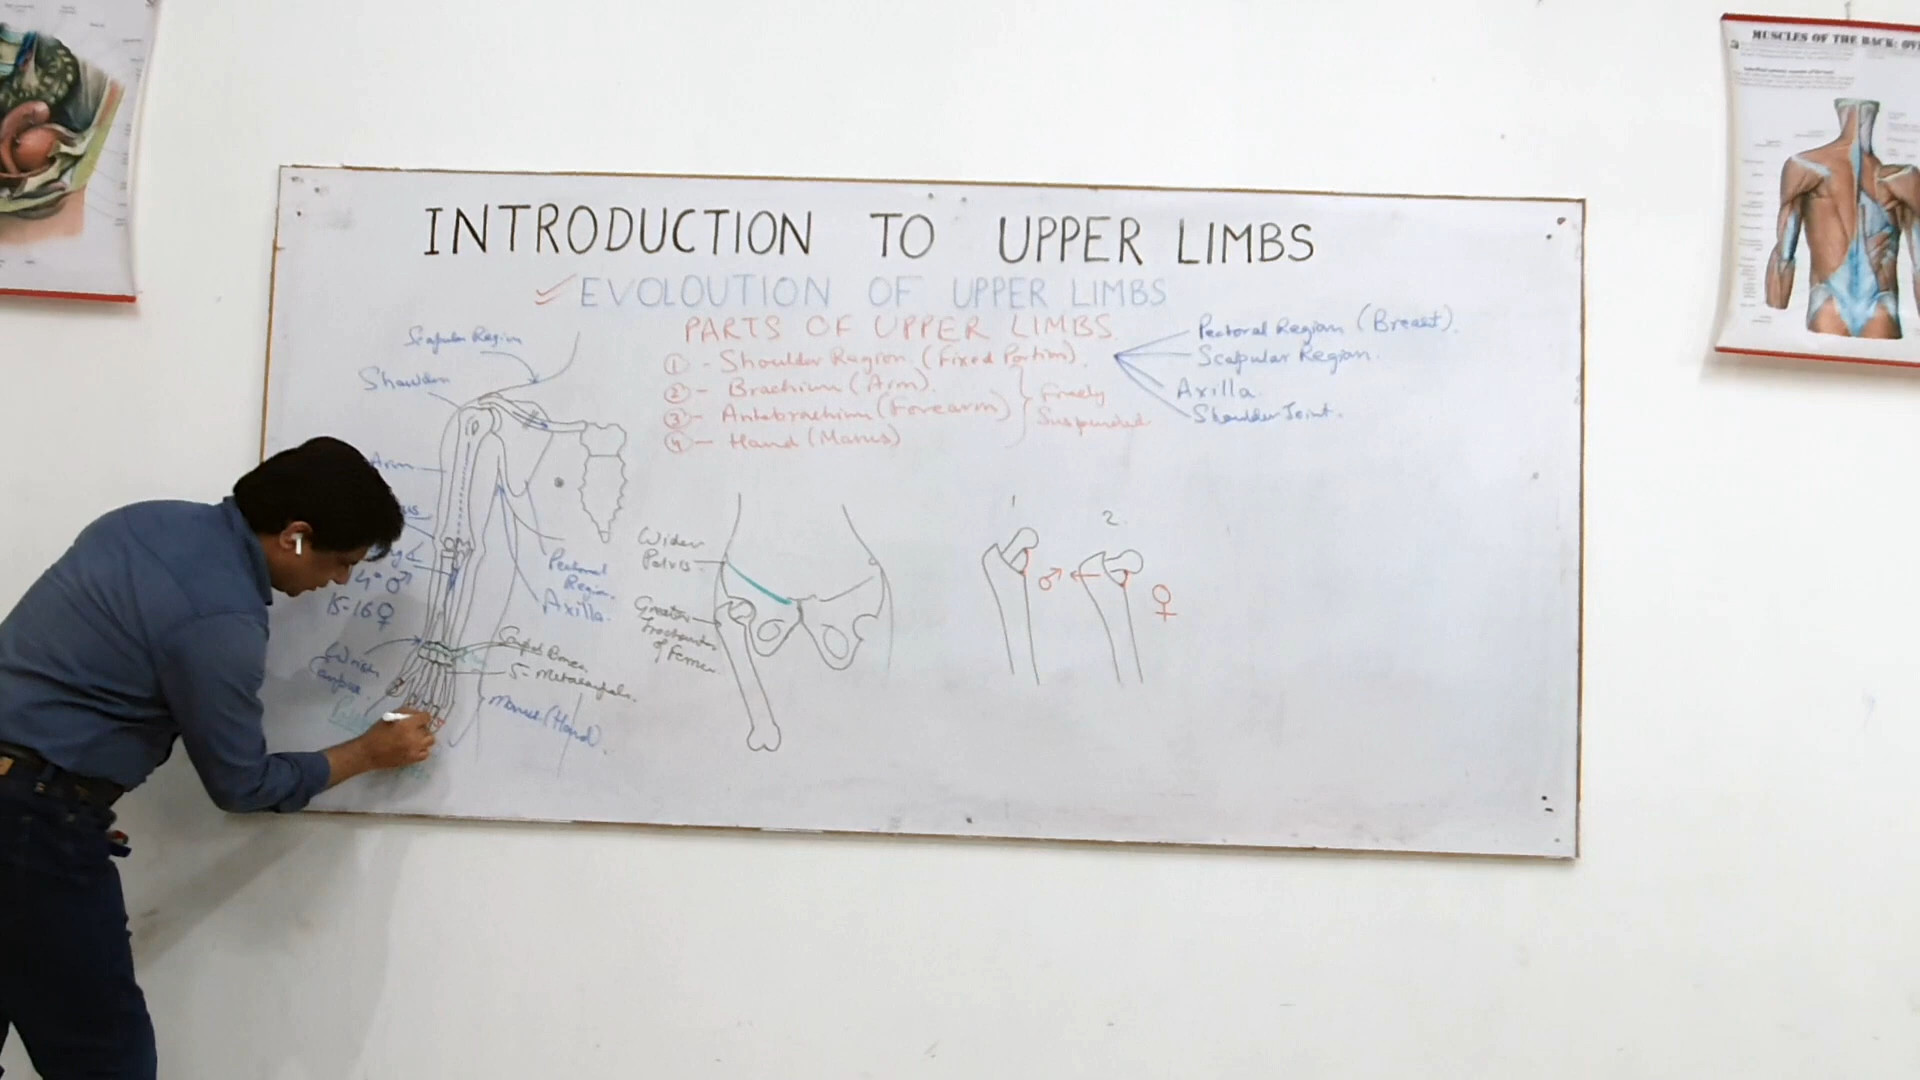 INTRODUCTION TO UPPER LIMBS
EVOLOUTION OF UPPER LIMBS
PARTS OF UPPER LIMBS
① - Shoulder Region (Fixed Portion).
② - Brachium (Arm).
③ - Antebrachium (Forearm)
④ - Hand (Manus)
Freely
Suspended
Pectoral Region (Breast).
Scapular Region.
Axilla.
Shoulder Joint.
Scapular Region
Arm
4° ♂
15-16 ♀
Wrist
Pectoral
Region.
Axilla.
Carpal Bones
5-Metacarpals.
Manus (Hand).
Wider
Pelvis
Greater
Trochanter
of Femur
1
2
♂
♀
MUSCLES OF THE BACK: